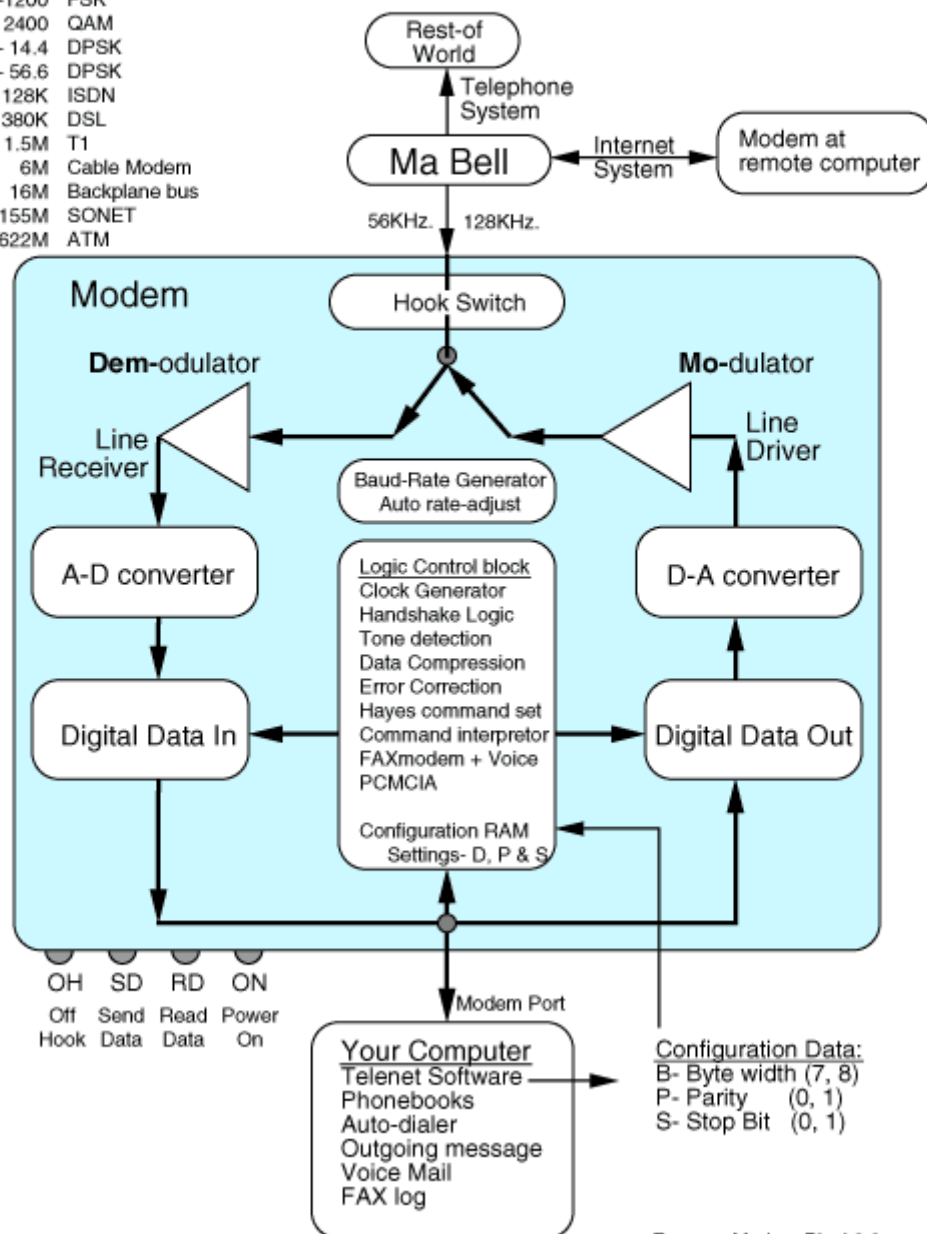 -1200 FSK
2400 QAM
- 14.4 DPSK
- 56.6 DPSK
128K ISDN
380K DSL
1.5M T1
6M Cable Modem
16M Backplane bus
155M SONET
622M ATM
Rest-of
World
Telephone
System
Ma Bell
Internet
System
Modem at
remote computer
56KHz. 128KHz.
Modem
Hook Switch
Dem-odulator
Mo-dulator
Line
Receiver
Line
Driver
Baud-Rate Generator
Auto rate-adjust
A-D converter
D-A converter
Logic Control block
Clock Generator
Handshake Logic
Tone detection
Data Compression
Error Correction
Hayes command set
Command interpretor
FAXmodem + Voice
PCMCIA
Configuration RAM
Settings- D, P & S
Digital Data In
Digital Data Out
OH SD RD ON
Off Send Read Power
Hook Data Data On
Modem Port
Your Computer
Telenet Software
Phonebooks
Auto-dialer
Outgoing message
Voice Mail
FAX log
Configuration Data:
B- Byte width (7, 8)
P- Parity (0, 1)
S- Stop Bit (0, 1)